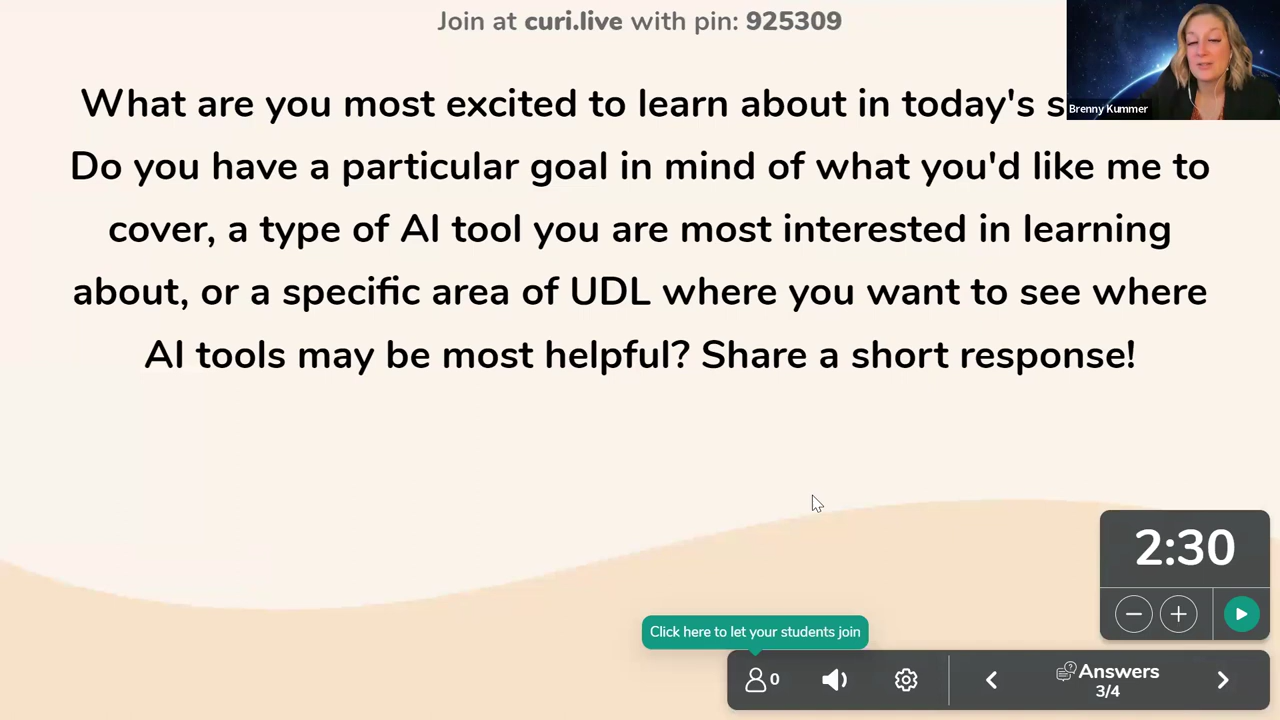 Join at curi.live with pin: 925309
What are you most excited to learn about in today's
Do you have a particular goal in mind of what you'd like me to
cover, a type of AI tool you are most interested in learning
about, or a specific area of UDL where you want to see where
AI tools may be most helpful? Share a short response!
Brenny Kummer
2:30
Click here to let your students join
0
Answers
3/4